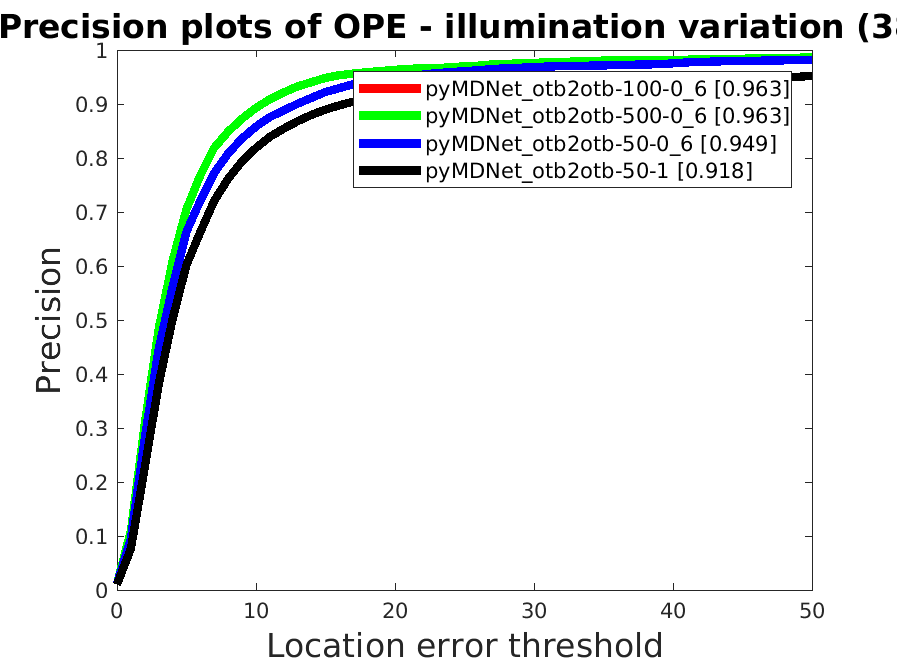 Precision plots of OPE - illumination variation (38
1
0.9
0.8
0.7
0.6
0.5
0.4
0.3
0.2
0.1
0
Precision
pyMDNet_otb2otb-100-0_6 [0.963]
pyMDNet_otb2otb-500-0_6 [0.963]
pyMDNet_otb2otb-50-0_6 [0.949]
pyMDNet_otb2otb-50-1 [0.918]
0 10 20 30 40 50
Location error threshold